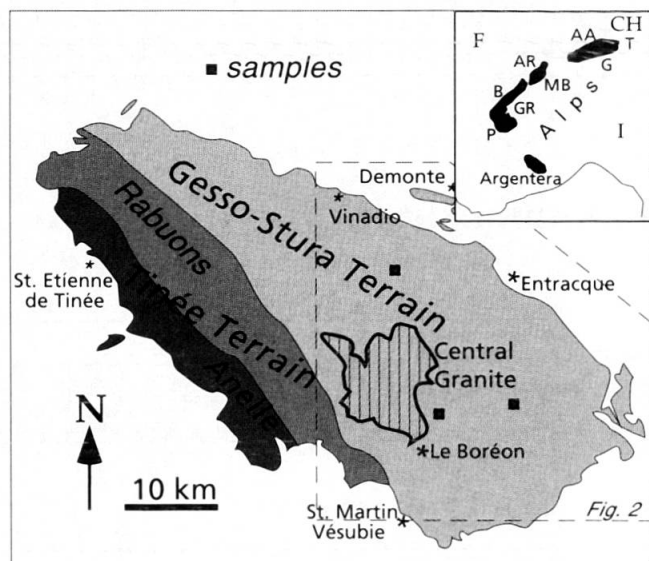 ■ samples
F
CH
AA
T
AR
G
MB
B
GR
P
Alps
I
Argentera
Demonte
Vinadio
Gesso-Stura Terrain
Rabuons
Tinée Terrain
Anelle
St. Etienne
de Tinée
Entracque
Central
Granite
Le Boréon
N
10 km
St. Martin
Vésubie
Fig. 2